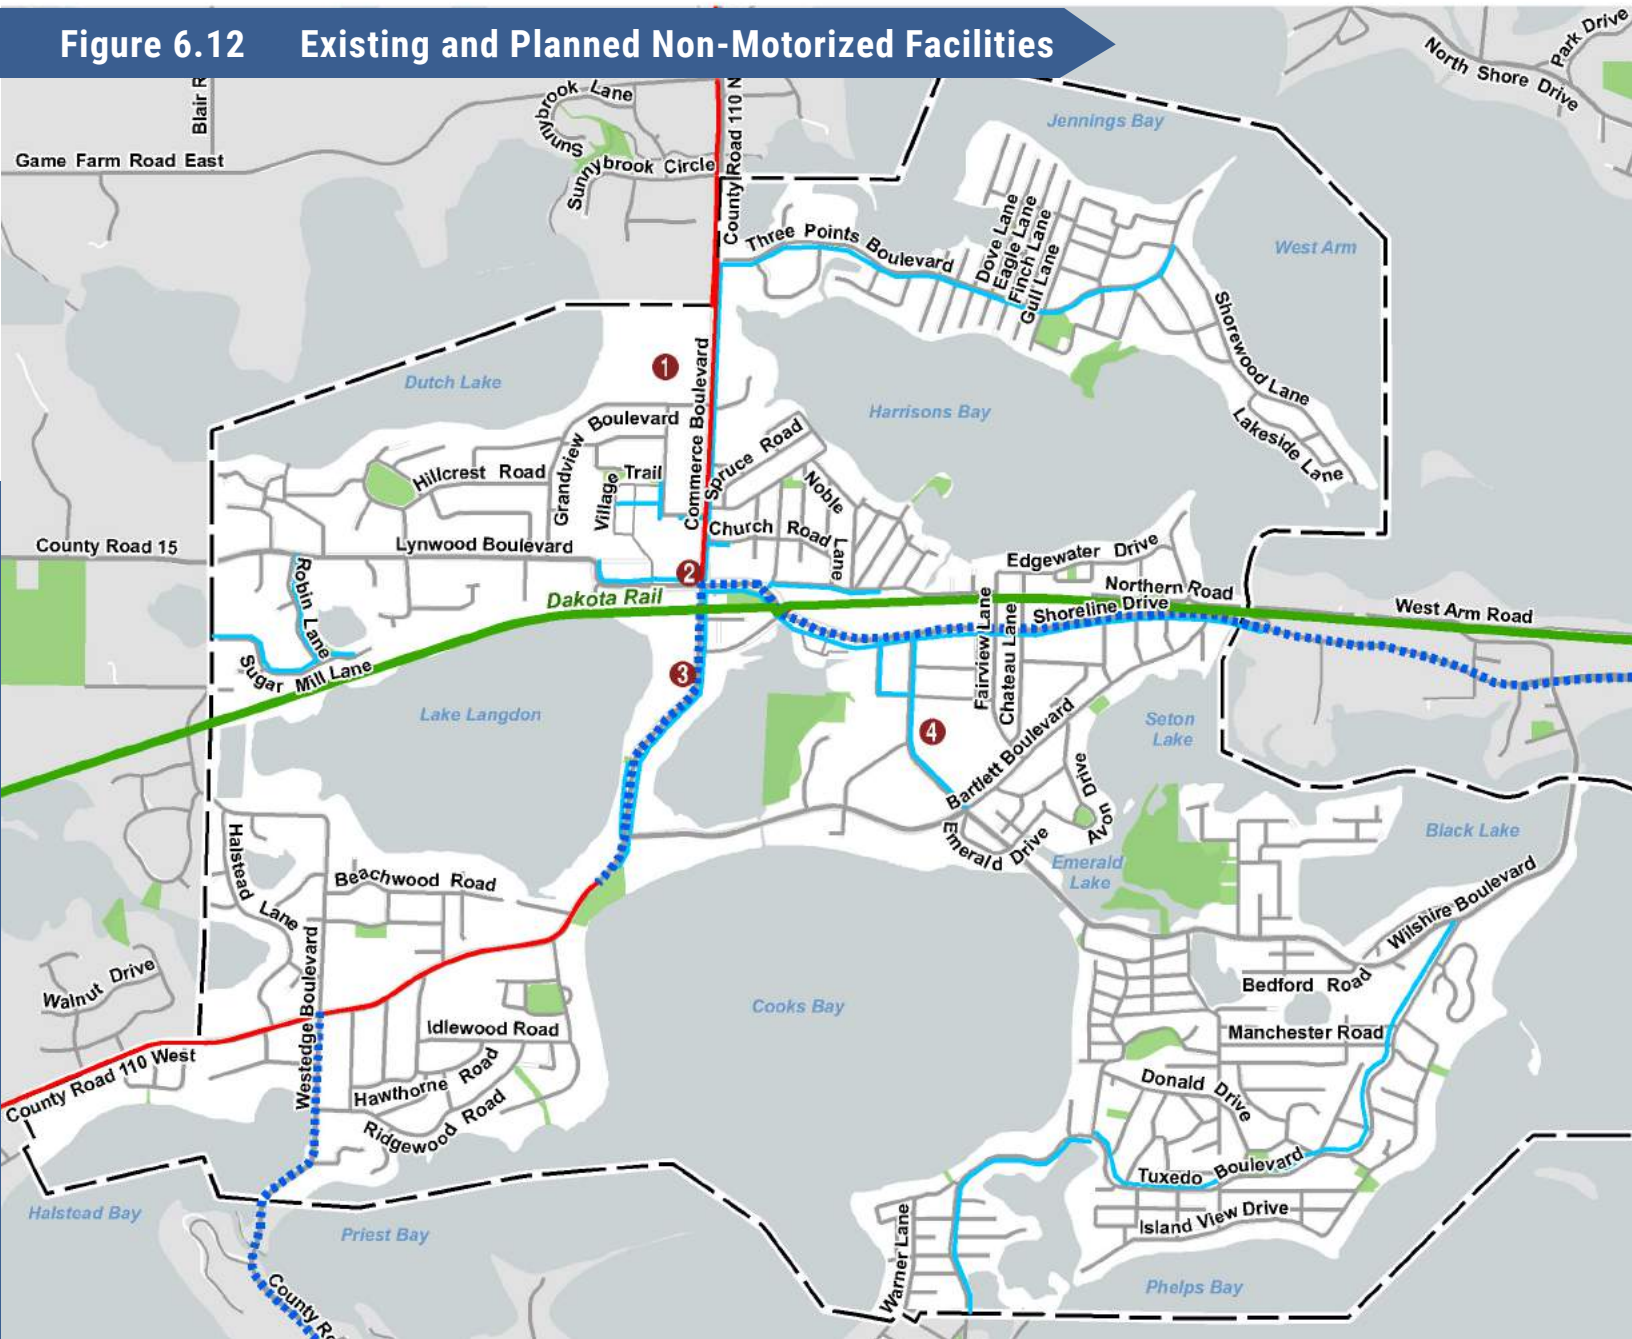 Figure 6.12 Existing and Planned Non-Motorized Facilities
Park Drive
North Shore Drive
Blair R
Sunnybrook Lane
County Road 110 N
Jennings Bay
Game Farm Road East
Sunnybrook Circle
Three Points Boulevard
Dove Lane
Eagle Lane
Finch Lane
Gull Lane
West Arm
Shorewood Lane
Lakeside Lane
Dutch Lake
1
Commerce Boulevard
Harrisons Bay
Grandview Boulevard
Spruce Road
Hillcrest Road
Village Trail
Noble Lane
Church Road
County Road 15
Lynwood Boulevard
Edgewater Drive
2
Northern Road
Robin Lane
Dakota Rail
Shoreline Drive
West Arm Road
Fairview Lane
Chateau Lane
Sugar Mill Lane
3
Lake Langdon
4
Seton
Lake
Bartlett Boulevard
Avon Drive
Emerald Drive
Black Lake
Emerald
Lake
Halstead Lane
Beachwood Road
Wilshire Boulevard
Westedge Boulevard
Walnut Drive
Bedford Road
Cooks Bay
Idlewood Road
Manchester Road
County Road 110 West
Hawthorne Road
Ridgewood Road
Donald Drive
Tuxedo Boulevard
Halstead Bay
Priest Bay
Island View Drive
Warner Lane
Phelps Bay
County Ro